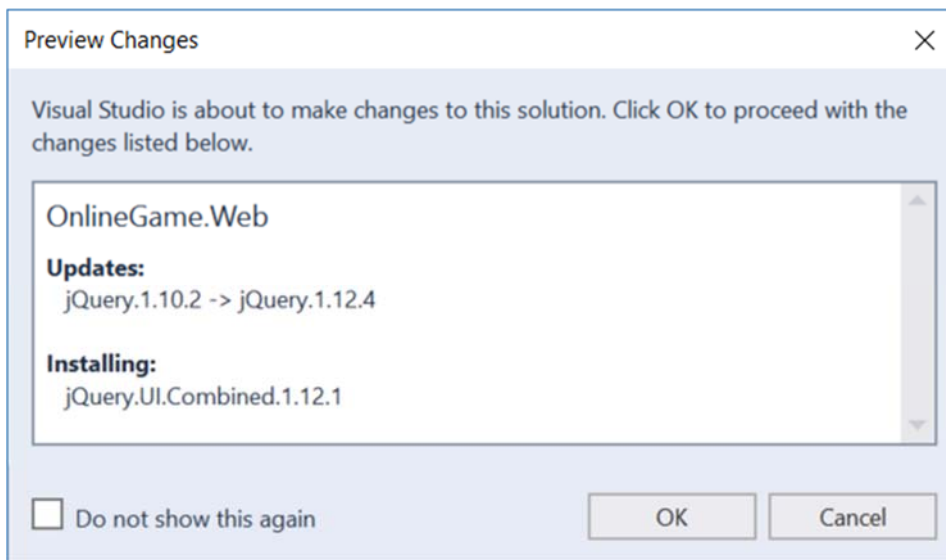 Preview Changes
Visual Studio is about to make changes to this solution. Click OK to proceed with the
changes listed below.
OnlineGame.Web
Updates:
jQuery.1.10.2 -> jQuery.1.12.4
Installing:
jQuery.UI.Combined.1.12.1
Do not show this again
OK
Cancel